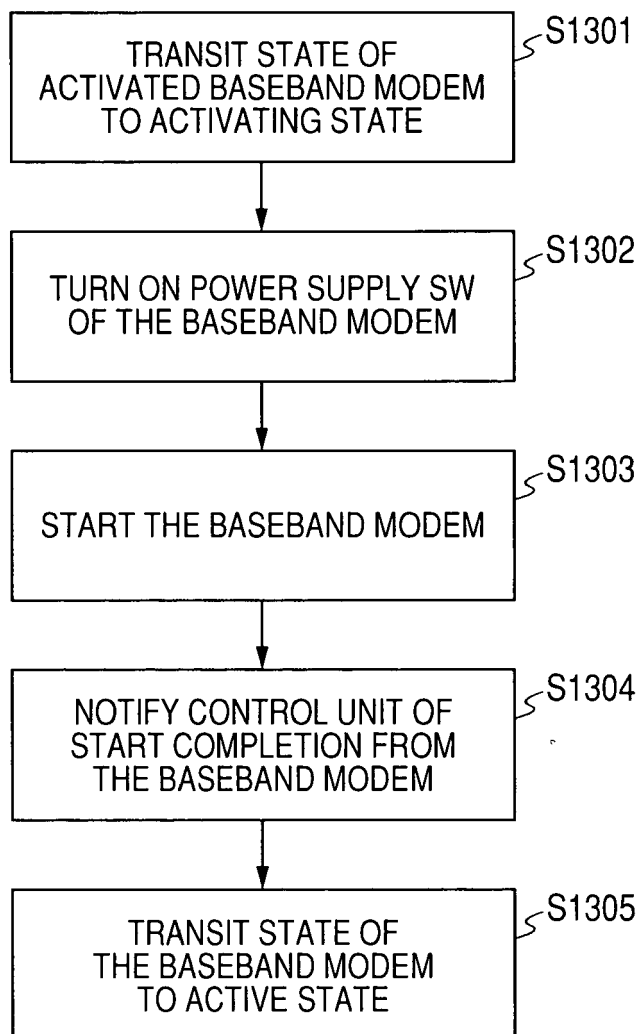 S1301
TRANSIT STATE OF
ACTIVATED BASEBAND MODEM
TO ACTIVATING STATE
S1302
TURN ON POWER SUPPLY SW
OF THE BASEBAND MODEM
S1303
START THE BASEBAND MODEM
S1304
NOTIFY CONTROL UNIT OF
START COMPLETION FROM
THE BASEBAND MODEM
S1305
TRANSIT STATE OF
THE BASEBAND MODEM
TO ACTIVE STATE